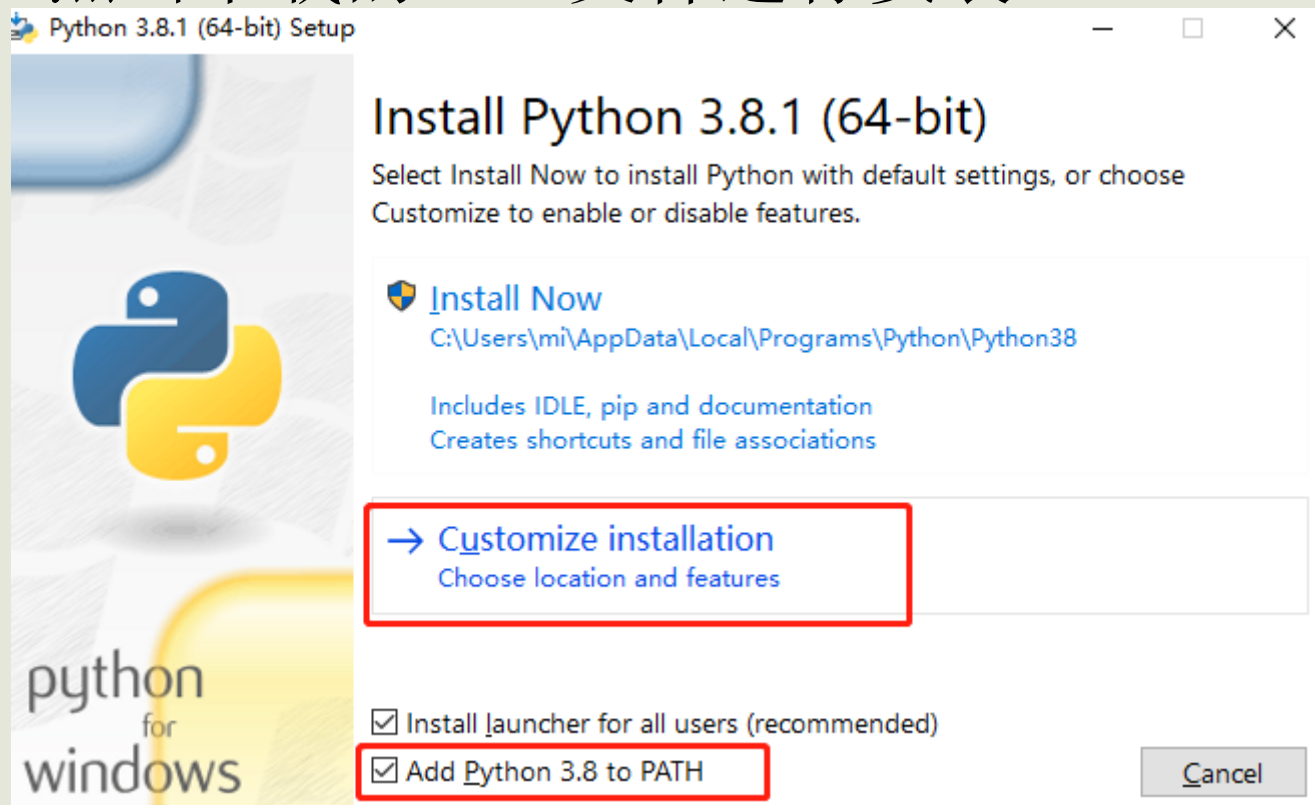 Python 3.8.1 (64-bit) Setup
Install Python 3.8.1 (64-bit)
Select Install Now to install Python with default settings, or choose
Customize to enable or disable features.
Install Now
C:\Users\mi\AppData\Local\Programs\Python\Python38
Includes IDLE, pip and documentation
Creates shortcuts and file associations
→ Customize installation
Choose location and features
python
for
windows
Install launcher for all users (recommended)
Add Python 3.8 to PATH
Cancel